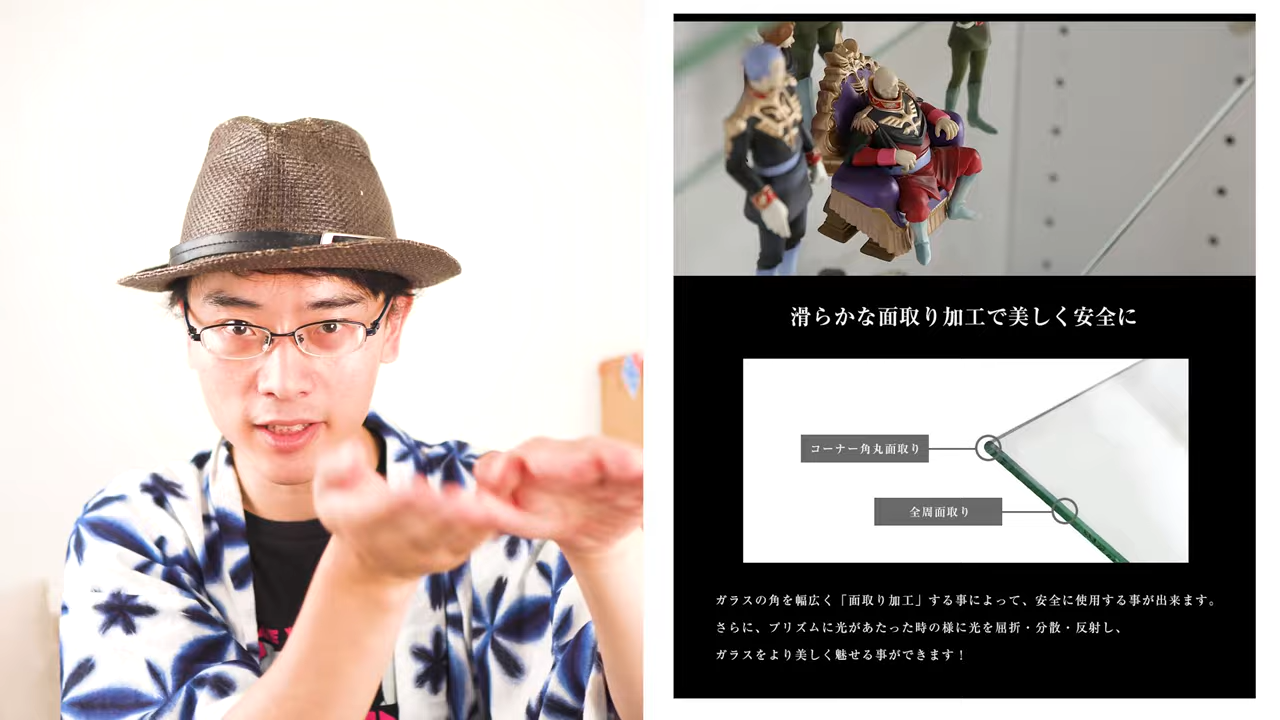 滑らかな面取り加工で美しく安全に
コーナー角丸面取り
全周面取り
ガラスの角を幅広く「面取り加工」する事によって、安全に使用する事が出来ます。
さらに、プリズムに光があたった時の様に光を屈折・分散・反射し、
ガラスをより美しく魅せる事ができます！